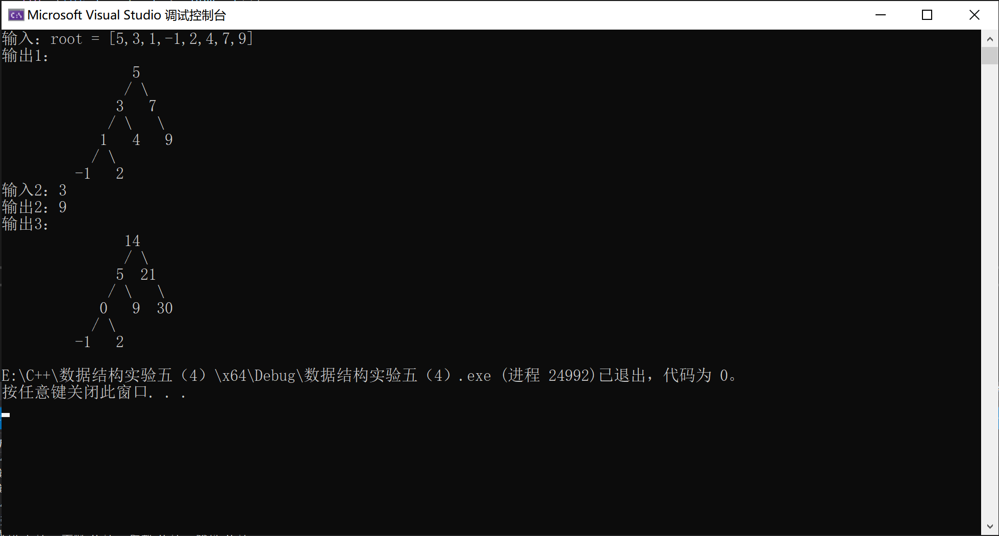 Microsoft Visual Studio 调试控制台
输入：root = [5,3,1,-1,2,4,7,9]
输出1：
                5
               / \
              3   7
             / \   \
            1   4   9
           / \
         -1   2
输入2：3
输出2：9
输出3：
               14
               / \
              5  21
             / \   \
            0   9  30
           / \
         -1   2
E:\C++\数据结构实验五（4）\x64\Debug\数据结构实验五（4）.exe (进程 24992)已退出，代码为 0。
按任意键关闭此窗口. . .